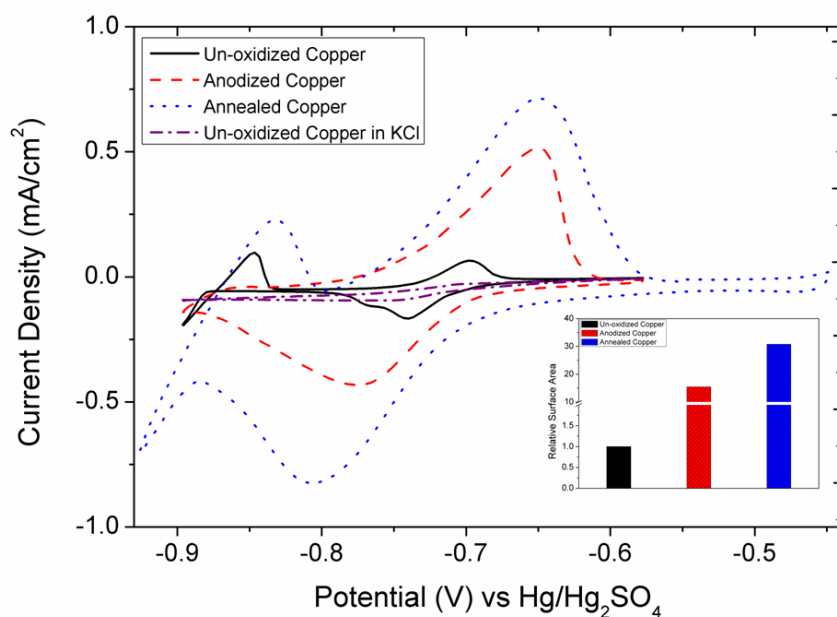 1.0
0.5
0.0
-0.5
-1.0
Current Density (mA/cm²)
Un-oxidized Copper
Anodized Copper
Annealed Copper
Un-oxidized Copper in KCl
-0.9 -0.8 -0.7 -0.6 -0.5
Potential (V) vs Hg/Hg₂SO₄
Un-oxidized Copper
Anodized Copper
Annealed Copper
40
30
20
10
1.5
1.0
0.5
0.0
Relative Surface Area